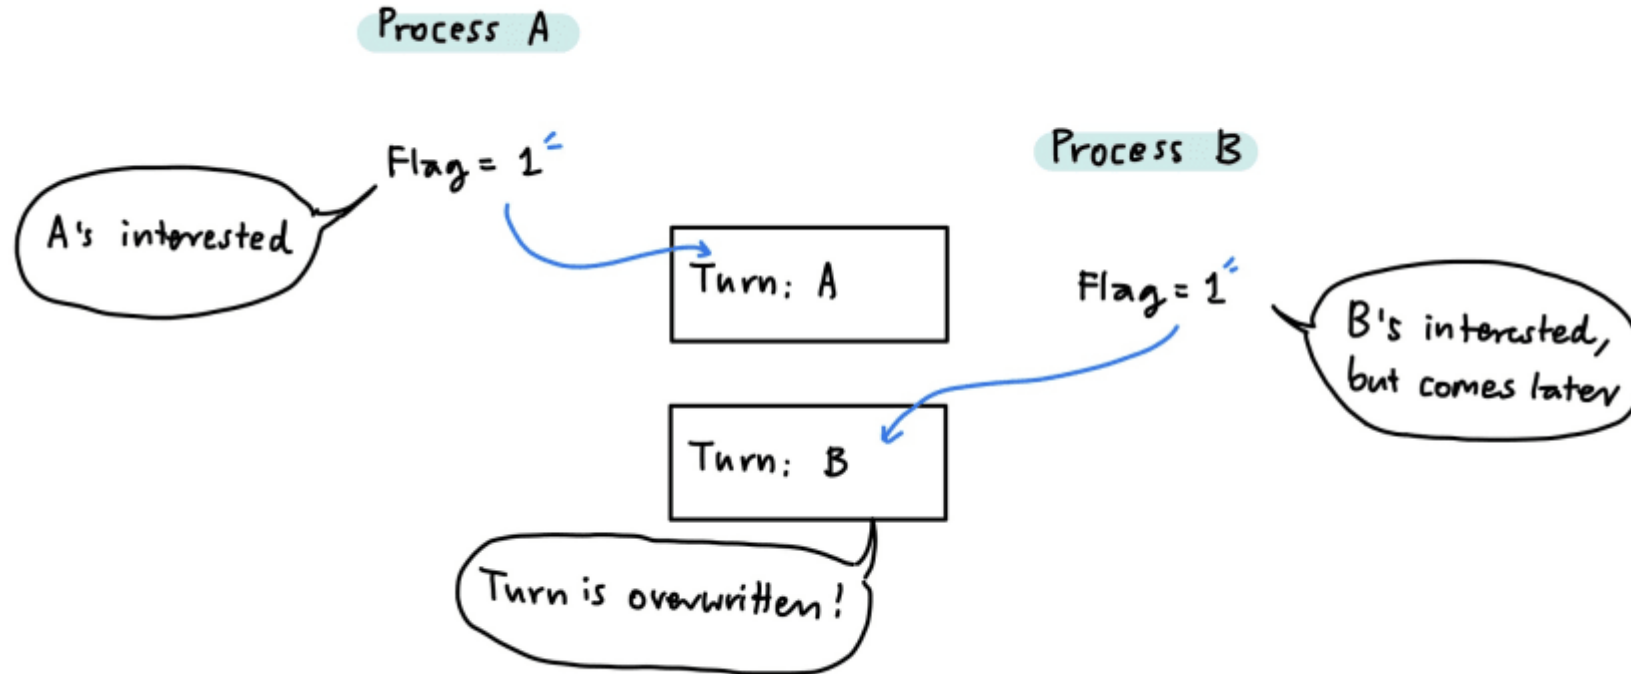 Process A
Process B
Flag = 1
A's interested
Turn: A
Flag = 1
B's interested,
but comes later
Turn: B
Turn is overwritten!